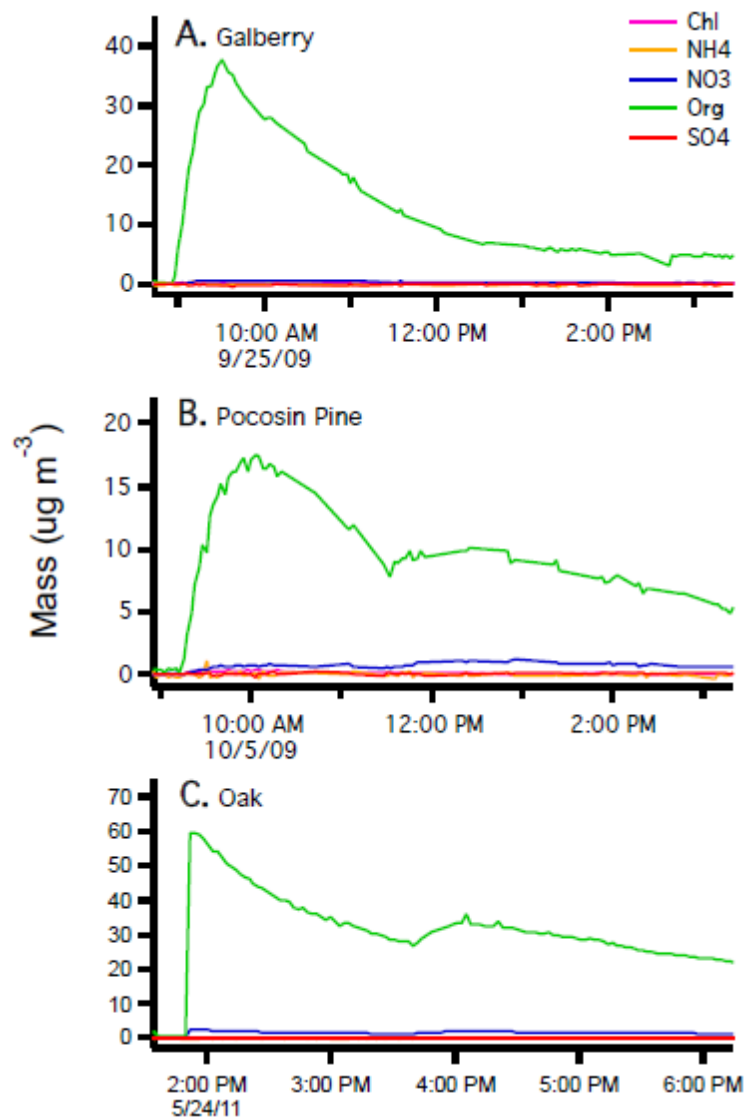 A. Galberry
Chl
NH4
NO3
Org
SO4
40
30
20
10
0
10:00 AM 12:00 PM 2:00 PM
9/25/09
Mass (ug m-3)
B. Pocosin Pine
20
15
10
5
0
10:00 AM 12:00 PM 2:00 PM
10/5/09
C. Oak
70
60
50
40
30
20
10
0
2:00 PM 3:00 PM 4:00 PM 5:00 PM 6:00 PM
5/24/11